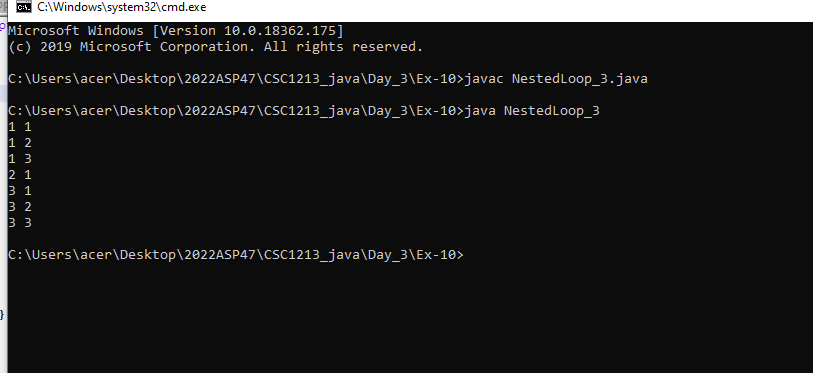 C:\Windows\system32\cmd.exe
Microsoft Windows [Version 10.0.18362.175]
(c) 2019 Microsoft Corporation. All rights reserved.
C:\Users\acer\Desktop\2022ASP47\CSC1213_java\Day_3\Ex-10>javac NestedLoop_3.java
C:\Users\acer\Desktop\2022ASP47\CSC1213_java\Day_3\Ex-10>java NestedLoop_3
1 1
1 2
1 3
2 1
3 1
3 2
3 3
C:\Users\acer\Desktop\2022ASP47\CSC1213_java\Day_3\Ex-10>
}